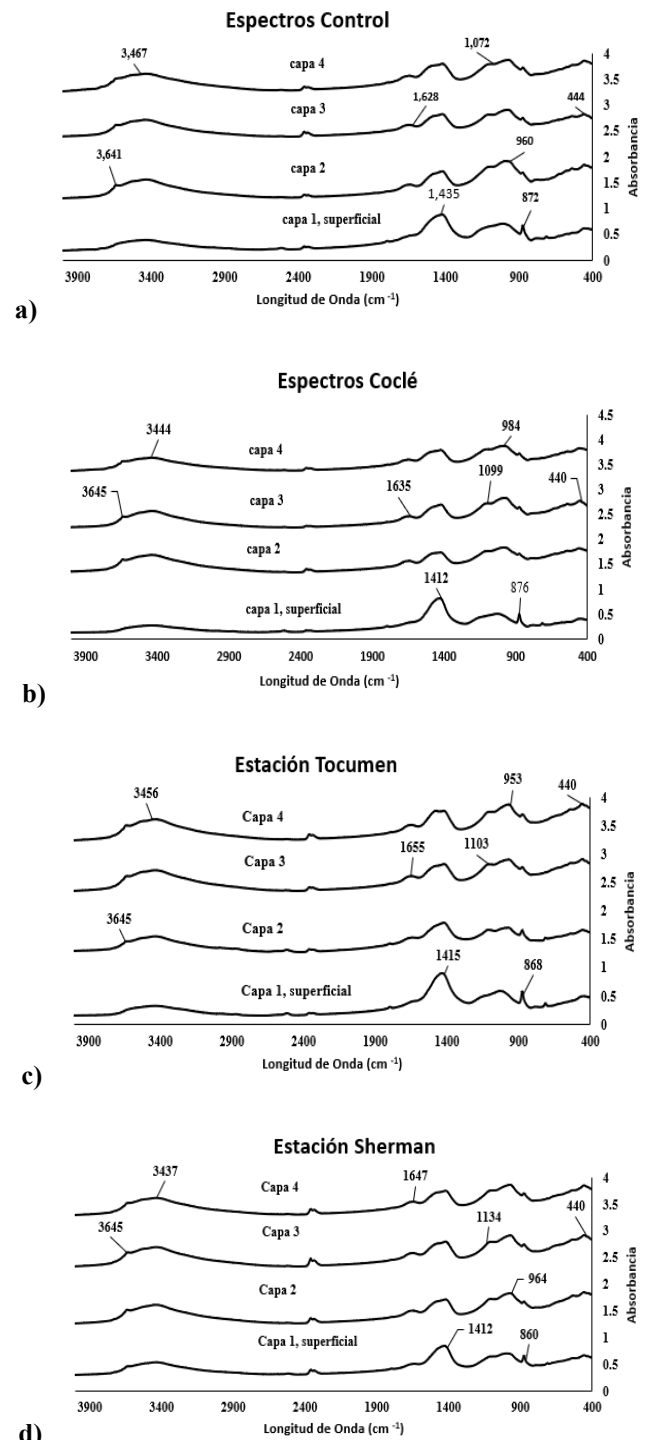 Espectros Control
3,467
capa 4
1,072
4
3.5
capa 3
1,628
444
3
2.5
3,641
capa 2
960
2
1.5
capa 1, superficial
1,435
872
1
0.5
0
Absorbancia
3900 3400 2900 2400 1900 1400 900 400
Longitud de Onda (cm -1)
a)
Espectros Coclé
4.5
3444
capa 4
984
4
3.5
3645
capa 3
1635
1099
440
3
2.5
capa 2
2
1.5
capa 1, superficial
1412
876
1
0.5
0
Absorbancia
3900 3400 2900 2400 1900 1400 900 400
Longitud de Onda (cm -1)
b)
Estación Tocumen
3456
Capa 4
953
440
4
3.5
Capa 3
1655
1103
3
2.5
3645
Capa 2
2
1.5
Capa 1, superficial
1415
868
1
0.5
0
Absorbancia
3900 3400 2900 2400 1900 1400 900 400
Longitud de Onda (cm -1)
c)
Estación Sherman
3437
Capa 4
1647
4
3.5
3645
Capa 3
1134
440
3
2.5
Capa 2
964
2
1.5
Capa 1, superficial
1412
860
1
0.5
0
Absorbancia
3900 3400 2900 2400 1900 1400 900 400
Longitud de Onda (cm -1)
d)